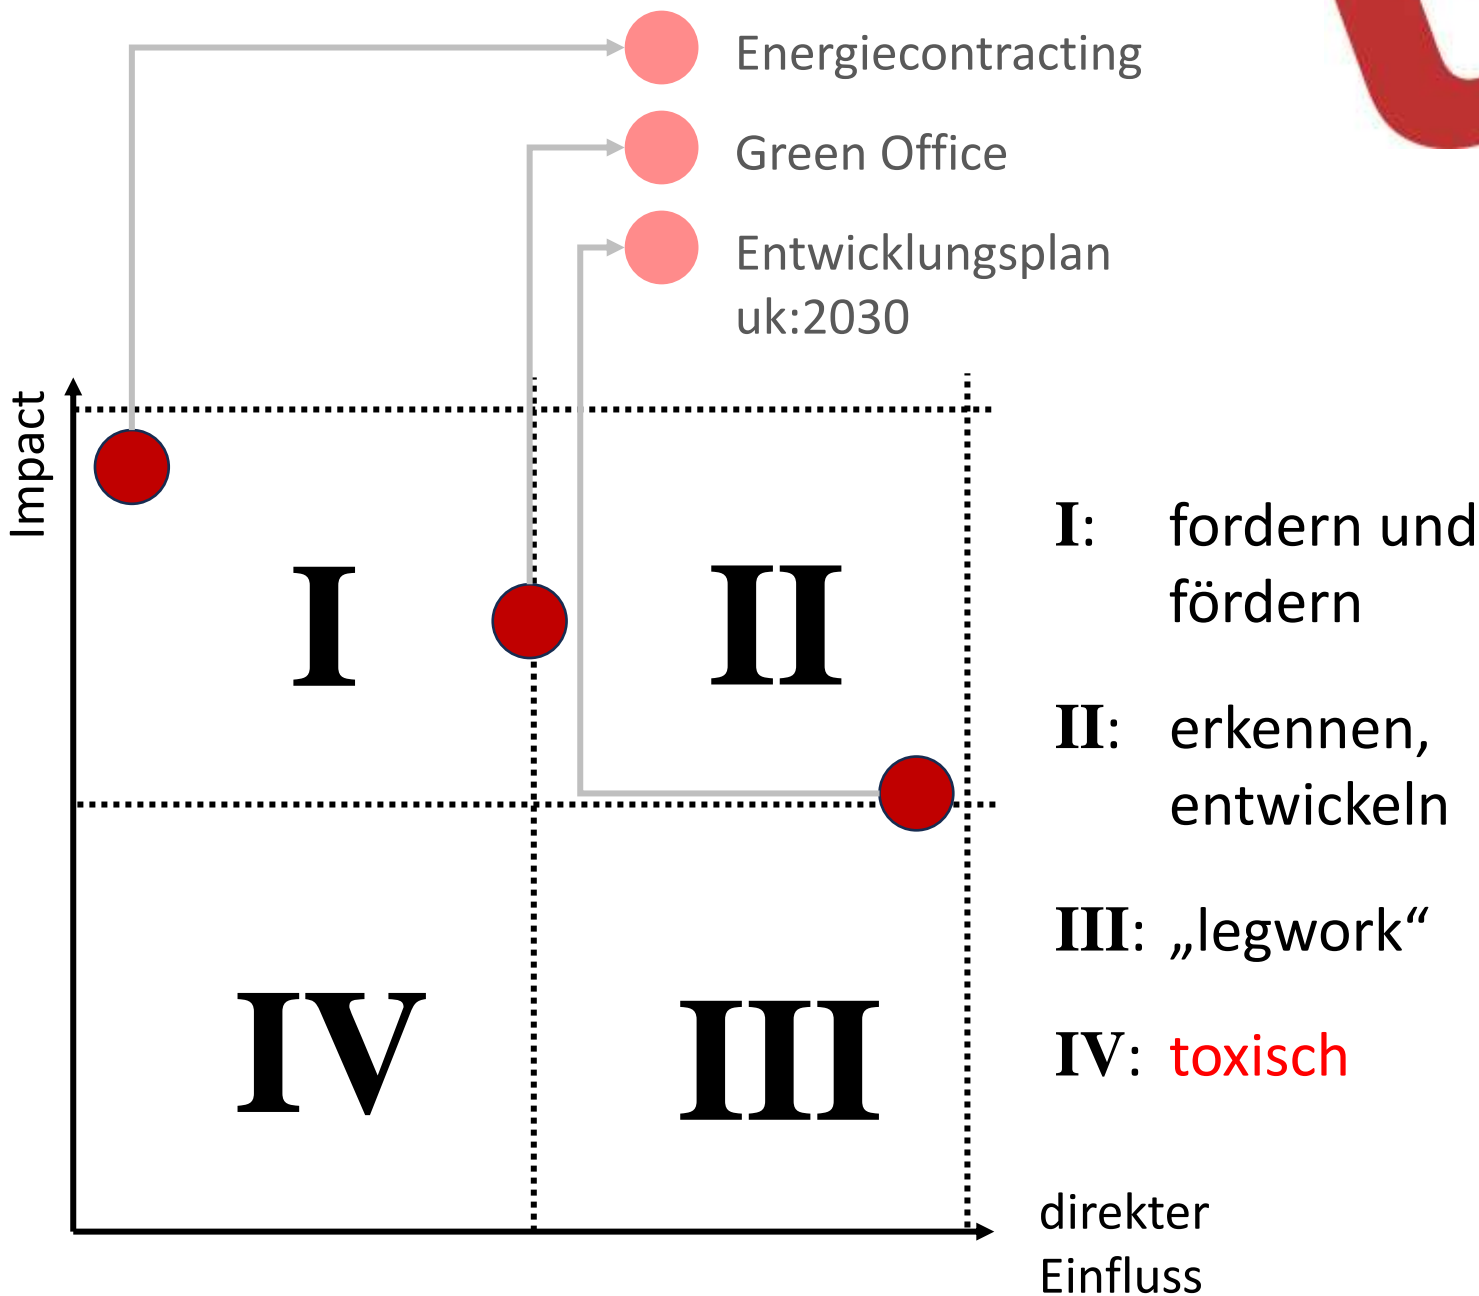 Energiecontracting
Green Office
Entwicklungsplan
uk:2030
Impact
I
II
IV
III
I: fordern und
fördern
II: erkennen,
entwickeln
III: „legwork“
IV: toxisch
direkter
Einfluss